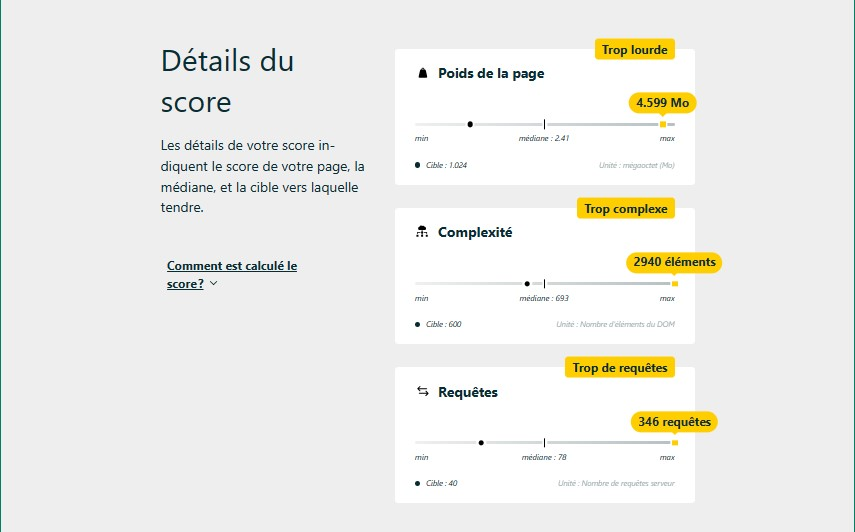 Détails du
score
Les détails de votre score in-
diquent le score de votre page, la
médiane, et la cible vers laquelle
tendre.
Comment est calculé le
score ?
Trop lourde
Poids de la page
4.599 Mo
min
médiane : 2.41
max
Cible : 1.024
Unité : mégaoctet (Mo)
Trop complexe
Complexité
2940 éléments
min
médiane : 693
max
Cible : 600
Unité : Nombre d'éléments du DOM
Trop de requêtes
Requêtes
346 requêtes
min
médiane : 78
max
Cible : 40
Unité : Nombre de requêtes serveur